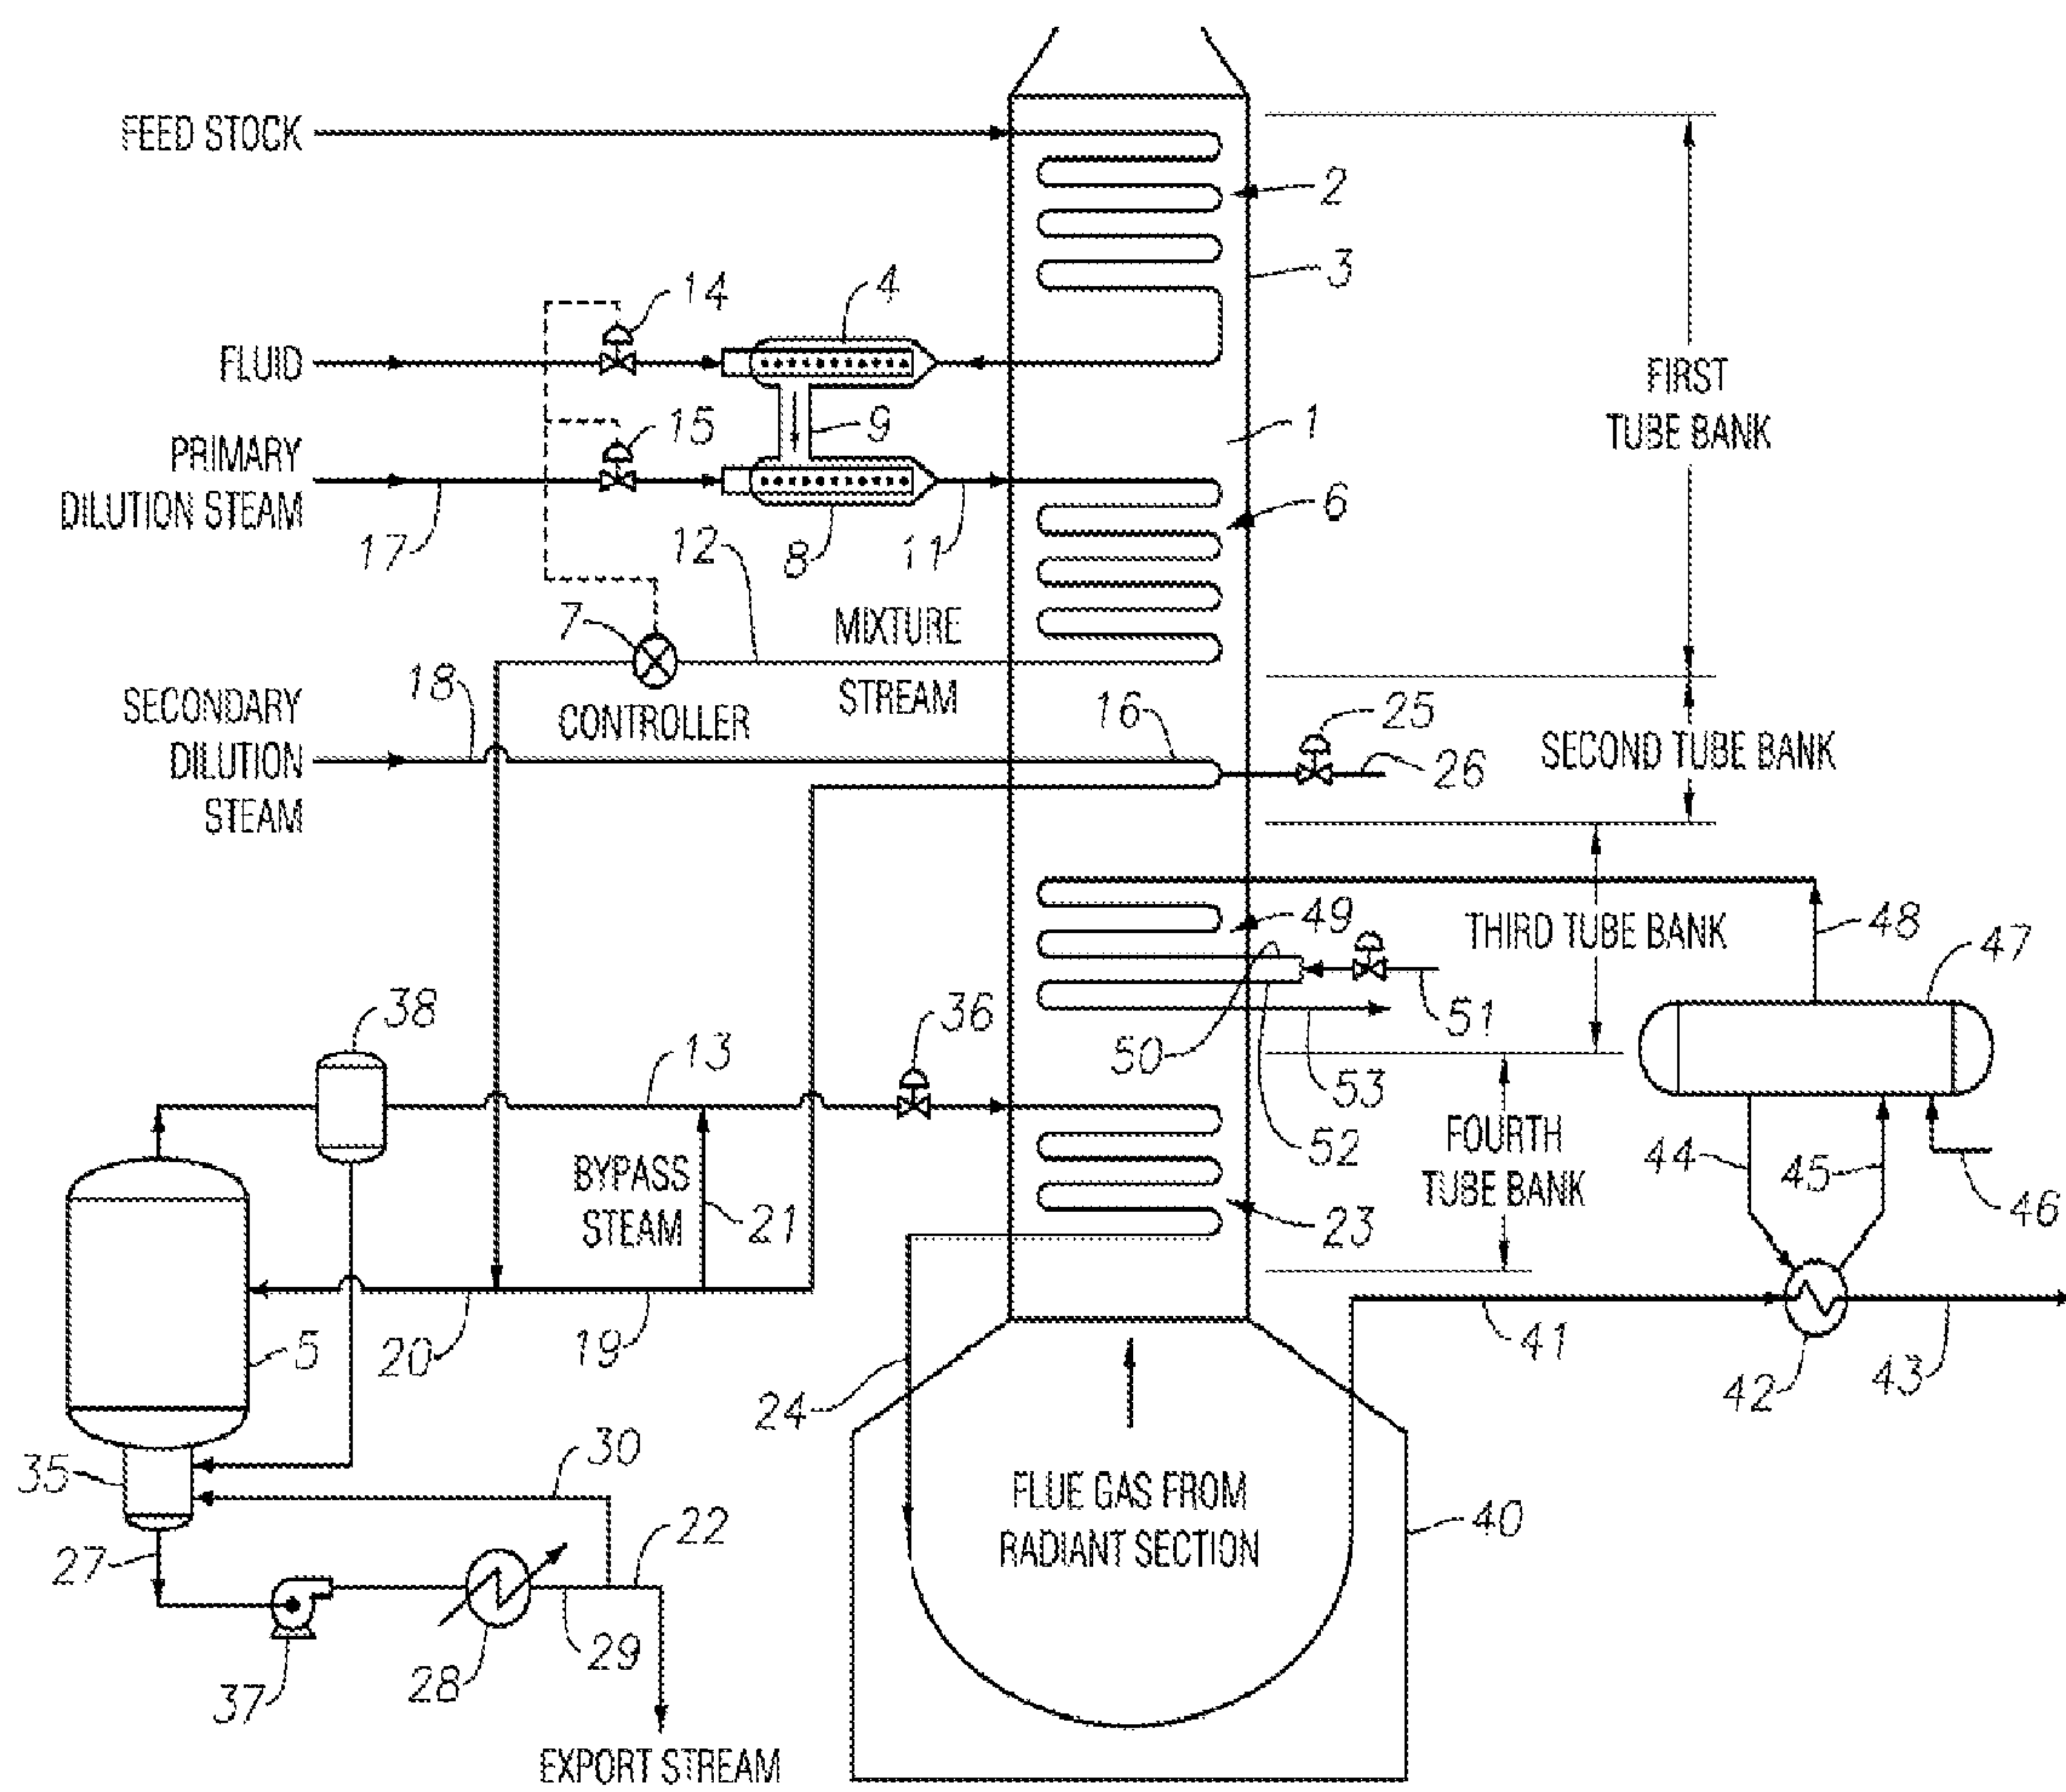 FEED STOCK
2
3
14
4
FLUID
FIRST
TUBE BANK
15
9
1
PRIMARY
DILUTION STEAM
6
17
12
8
11
7
MIXTURE
STREAM
CONTROLLER
SECONDARY
DILUTION
STEAM
18
16
25
26
SECOND TUBE BANK
49
THIRD TUBE BANK
48
47
38
13
36
50
51
53
52
FOURTH
TUBE BANK
44
45
46
BYPASS
STEAM
21
23
5
20
19
24
41
42
43
35
30
FLUE GAS FROM
RADIANT SECTION
40
27
22
37
28
29
EXPORT STREAM